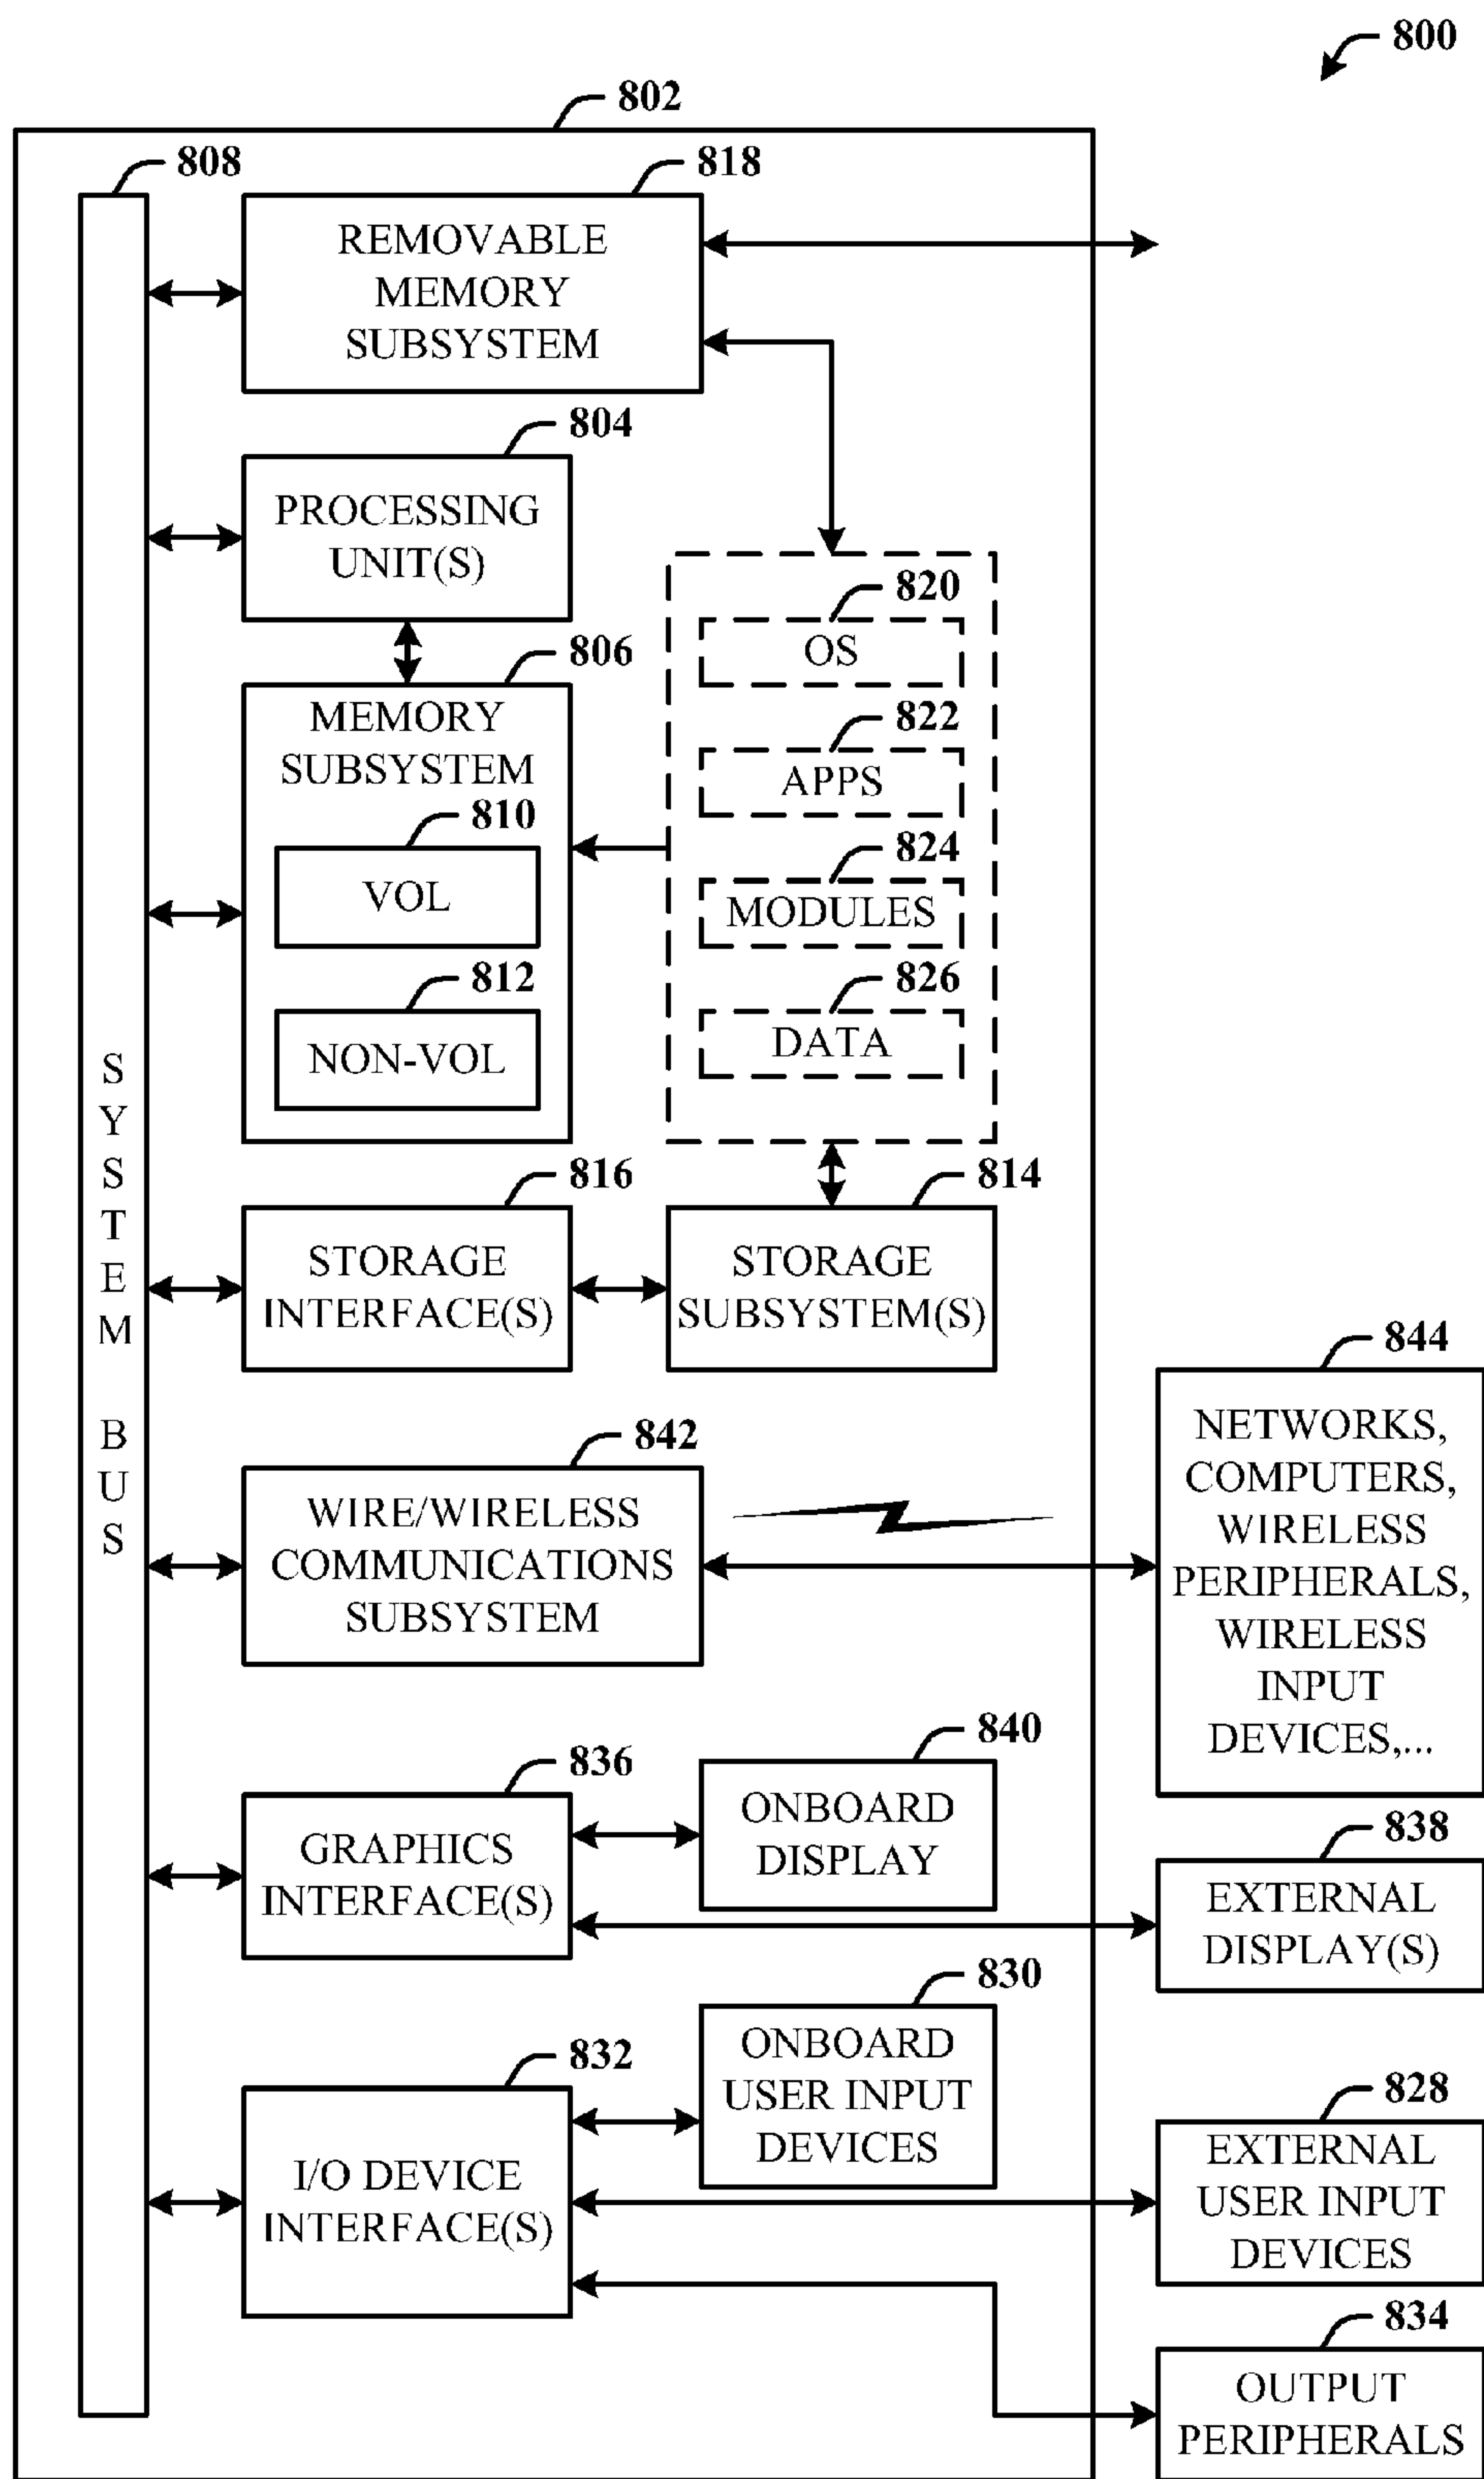 800
802
808
818
REMOVABLE
MEMORY
SUBSYSTEM
804
PROCESSING
UNIT(S)
806
MEMORY
SUBSYSTEM
810
VOL
812
NON-VOL
820
OS
822
APPS
824
MODULES
826
DATA
SYSTEM BUS
816
STORAGE
INTERFACE(S)
814
STORAGE
SUBSYSTEM(S)
842
WIRE/WIRELESS
COMMUNICATIONS
SUBSYSTEM
844
NETWORKS,
COMPUTERS,
WIRELESS
PERIPHERALS,
WIRELESS
INPUT
DEVICES,...
836
GRAPHICS
INTERFACE(S)
840
ONBOARD
DISPLAY
838
EXTERNAL
DISPLAY(S)
832
I/O DEVICE
INTERFACE(S)
830
ONBOARD
USER INPUT
DEVICES
828
EXTERNAL
USER INPUT
DEVICES
834
OUTPUT
PERIPHERALS